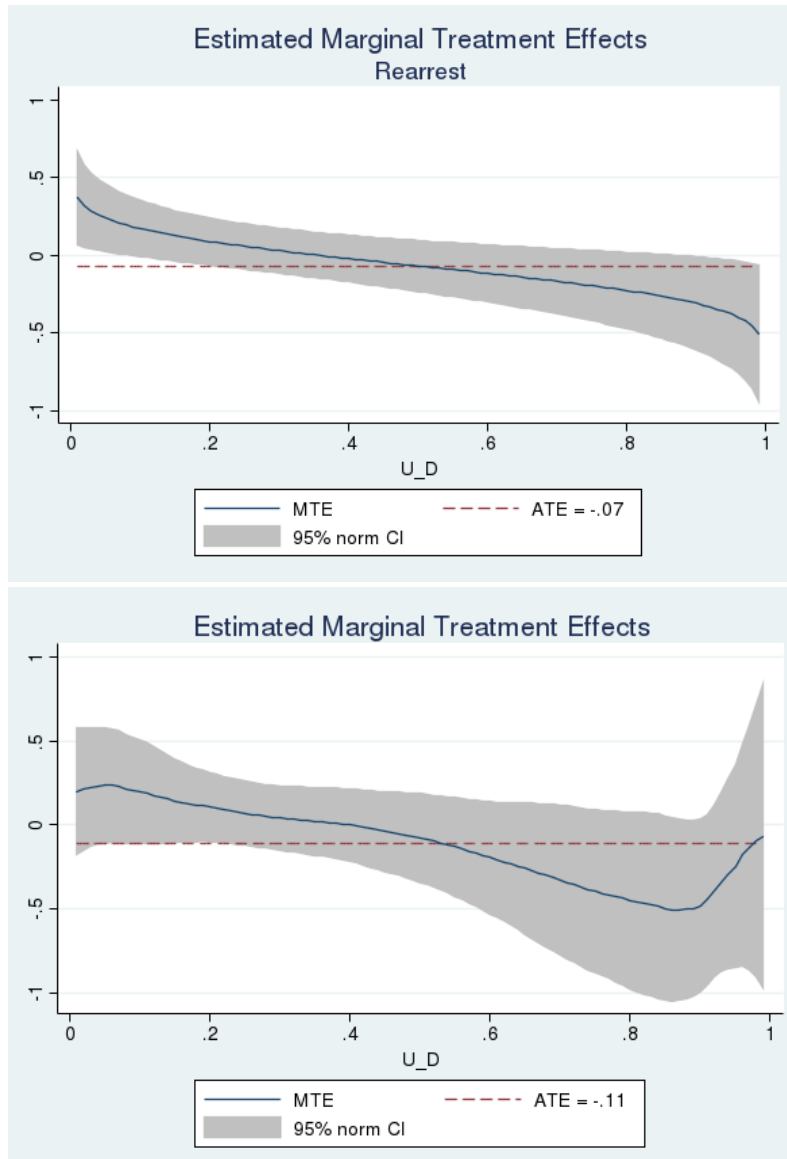 Estimated Marginal Treatment Effects
Rearrest
1
.5
0
-.5
-1
0 .2 .4 .6 .8 1
U_D
MTE ATE = -.07
95% norm CI
Estimated Marginal Treatment Effects
1
.5
0
-.5
-1
0 .2 .4 .6 .8 1
U_D
MTE ATE = -.11
95% norm CI